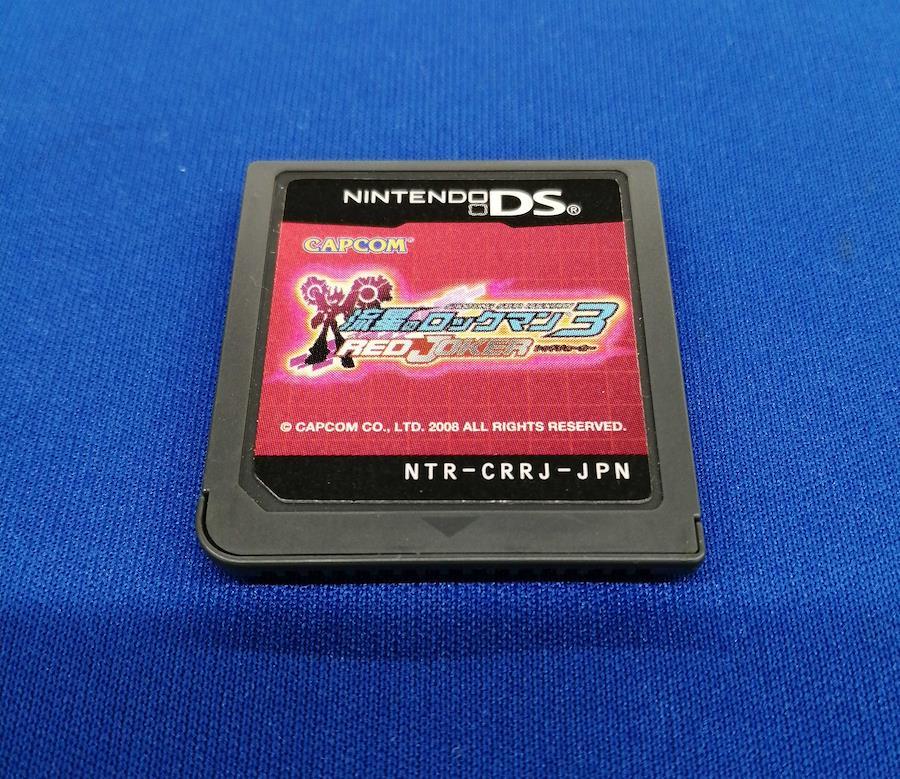 NINTENDO DS®
CAPCOM
流星のロックマン3
RED JOKER
© CAPCOM CO., LTD. 2008 ALL RIGHTS RESERVED.
NTR-CRRJ-JPN